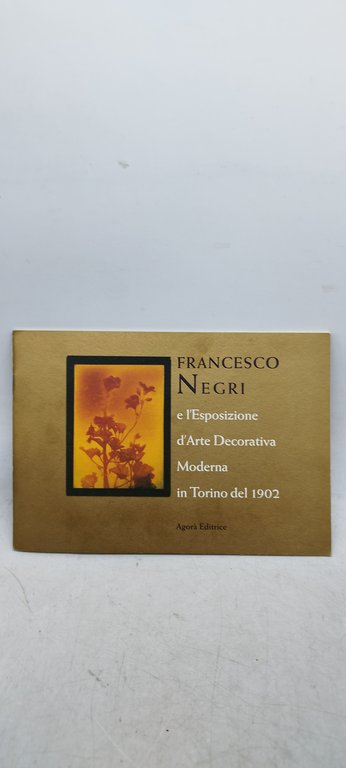 FRANCESCO
NEGRI
e l'Esposizione
d'Arte Decorativa
Moderna
in Torino del 1902
Agorà Editrice